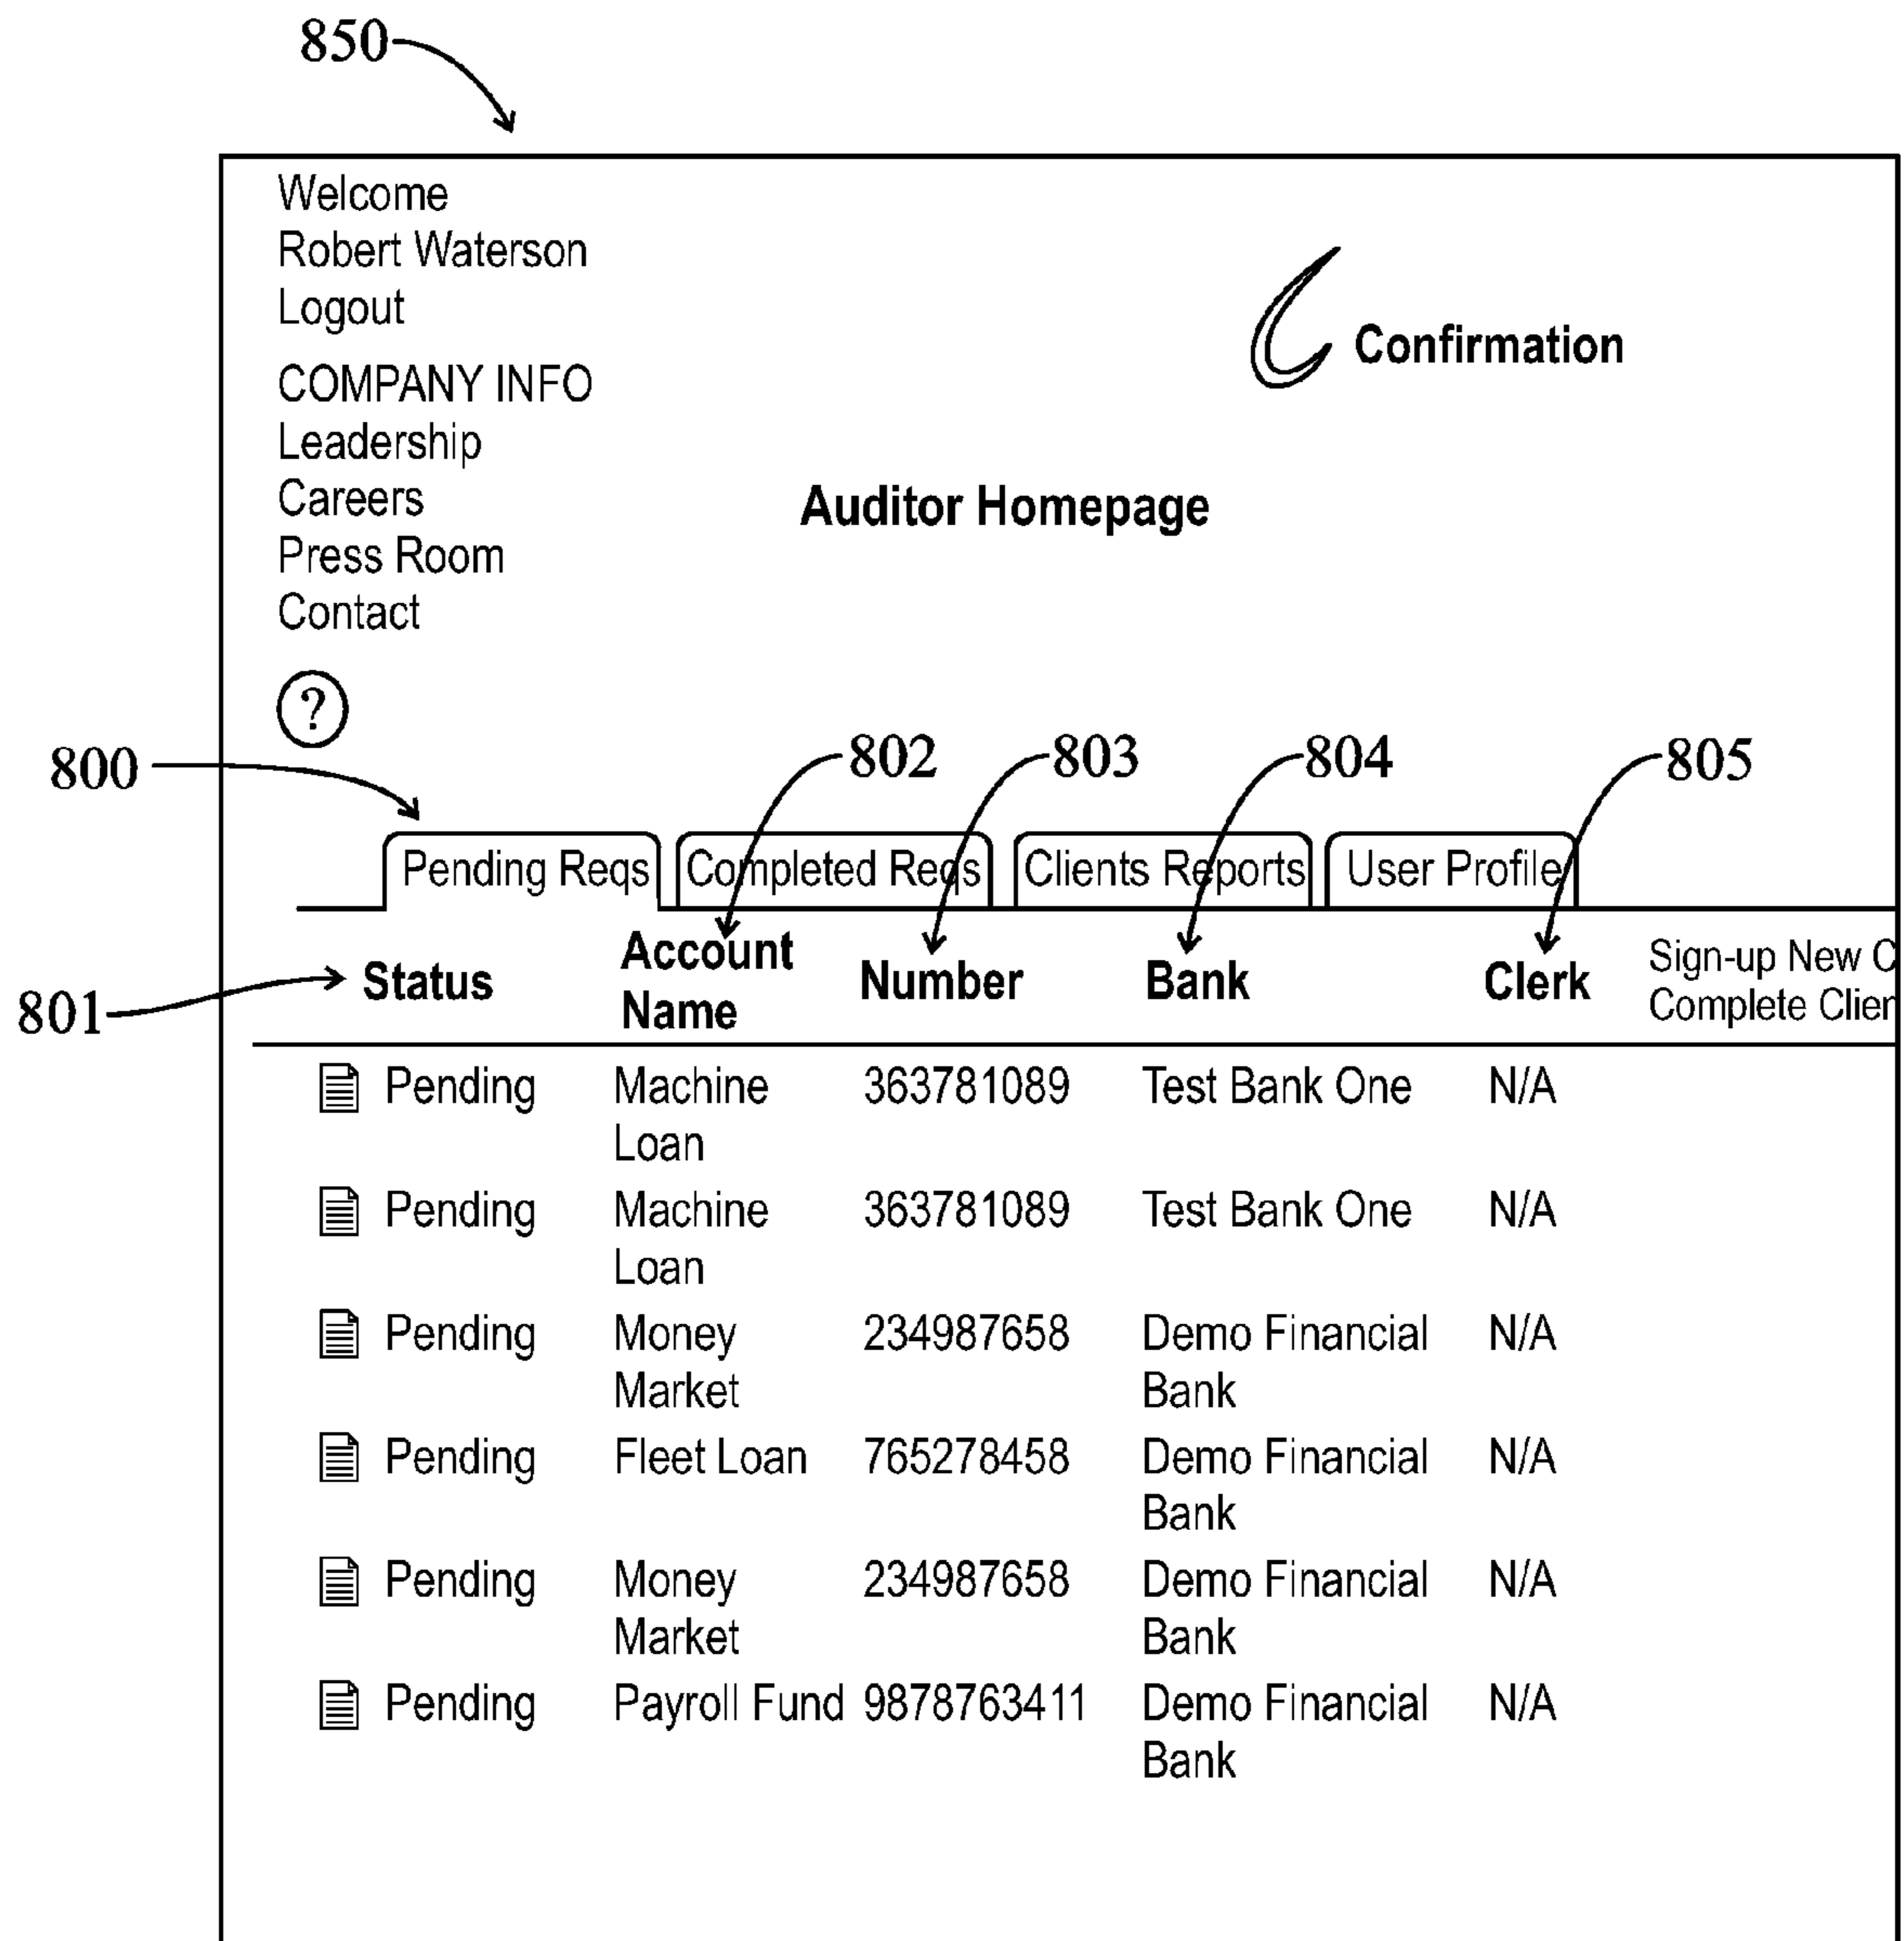 850
Welcome
Robert Waterson
Logout
Confirmation
COMPANY INFO
Leadership
Careers
Auditor Homepage
Press Room
Contact
?
800 802 803 804 805
Pending Reqs Completed Reqs Clients Reports User Profile
801 Status Account Name Number Bank Clerk Sign-up New C
Complete Clien
Pending Machine 363781089 Test Bank One N/A
Loan
Pending Machine 363781089 Test Bank One N/A
Loan
Pending Money 234987658 Demo Financial N/A
Market Bank
Pending Fleet Loan 765278458 Demo Financial N/A
Bank
Pending Money 234987658 Demo Financial N/A
Market Bank
Pending Payroll Fund 9878763411 Demo Financial N/A
Bank